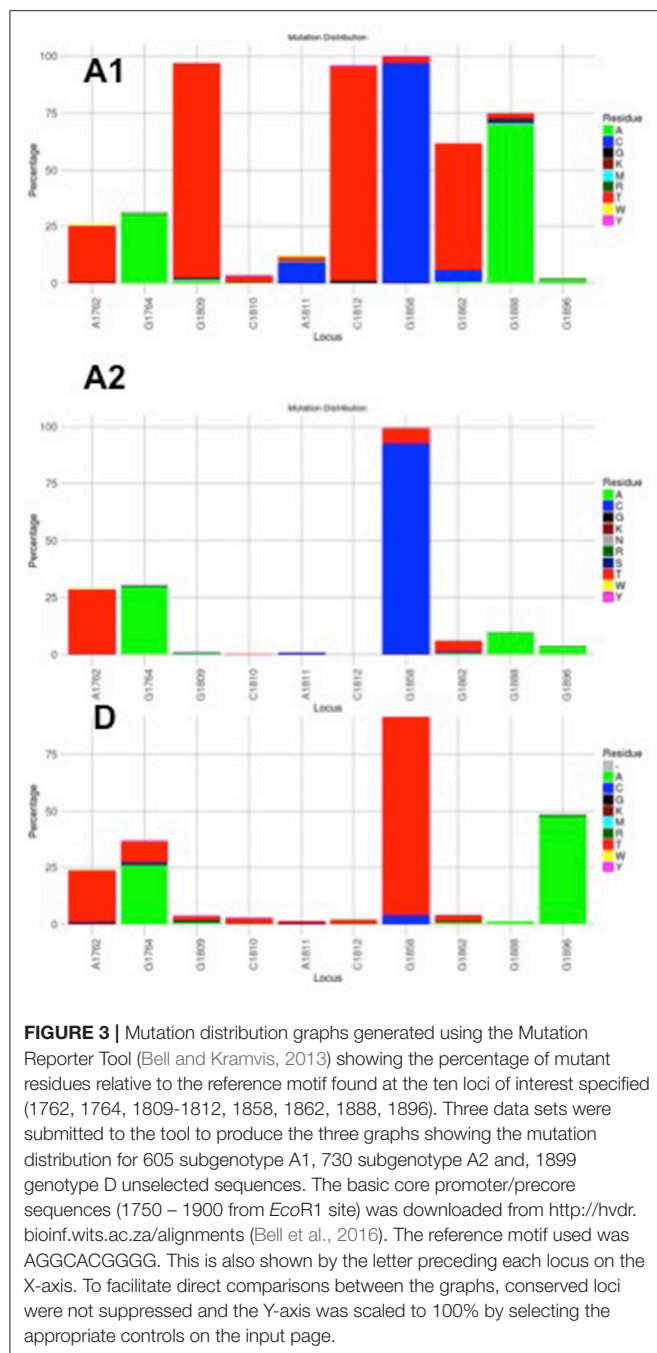 Mutation Distribution
A1
100
75
50
25
0
Percentage
A1762
G1764
G1809
C1810
A1811
C1812
G1858
G1862
G1888
G1896
Locus
Residue
A
C
G
K
M
R
T
W
Y
A2
Mutation Distribution
100
75
50
25
0
Percentage
A1762
G1764
G1809
C1810
A1811
C1812
G1858
G1862
G1888
G1896
Locus
Residue
A
C
G
K
N
R
S
T
W
Y
D
75
50
25
0
Percentage
A1762
G1764
G1809
C1810
A1811
C1812
G1858
G1862
G1888
G1896
Locus
Residue
-
A
C
G
K
M
R
T
W
Y
FIGURE 3 | Mutation distribution graphs generated using the Mutation
Reporter Tool (Bell and Kramvis, 2013) showing the percentage of mutant
residues relative to the reference motif found at the ten loci of interest specified
(1762, 1764, 1809-1812, 1858, 1862, 1888, 1896). Three data sets were
submitted to the tool to produce the three graphs showing the mutation
distribution for 605 subgenotype A1, 730 subgenotype A2 and, 1899
genotype D unselected sequences. The basic core promoter/precore
sequences (1750 – 1900 from EcoR1 site) was downloaded from http://hvdr.
bioinf.wits.ac.za/alignments (Bell et al., 2016). The reference motif used was
AGGCACGGGG. This is also shown by the letter preceding each locus on the
X-axis. To facilitate direct comparisons between the graphs, conserved loci
were not suppressed and the Y-axis was scaled to 100% by selecting the
appropriate controls on the input page.